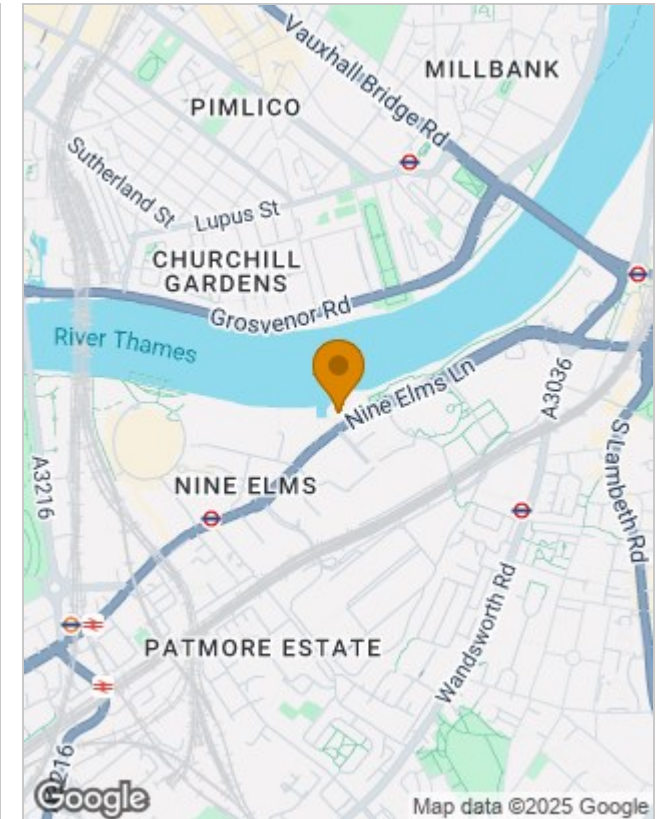 Vauxhall Bridge Rd
MILLBANK
PIMLICO
Sutherland St
Lupus St
CHURCHILL
GARDENS
Grosvenor Rd
River Thames
Nine Elms Ln
A3036
S Lambeth Rd
A3216
NINE ELMS
Wandsworth Rd
PATMORE ESTATE
A3216
Google
Map data ©2025 Google